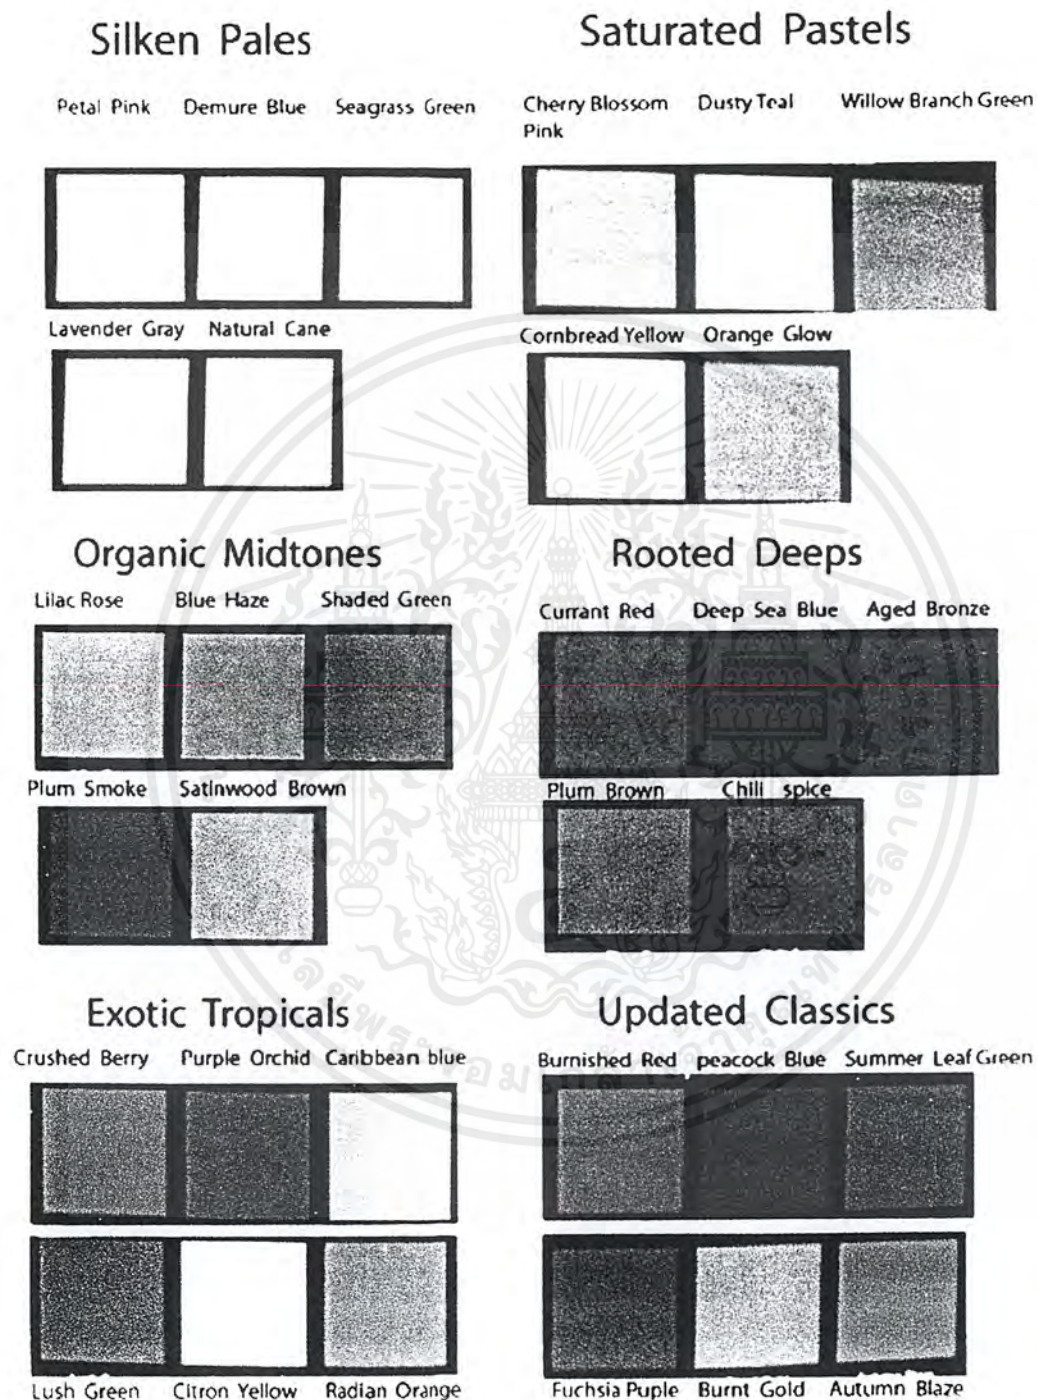 Silken Pales
Petal Pink Demure Blue Seagrass Green
Lavender Gray Natural Cane
Saturated Pastels
Cherry Blossom Pink Dusty Teal Willow Branch Green
Cornbread Yellow Orange Glow
Organic Midtones
Lilac Rose Blue Haze Shaded Green
Plum Smoke Satinwood Brown
Rooted Deeps
Currant Red Deep Sea Blue Aged Bronze
Plum Brown Chili spice
Exotic Tropicals
Crushed Berry Purple Orchid Caribbean blue
Lush Green Citron Yellow Radian Orange
Updated Classics
Burnished Red peacock Blue Summer Leaf Green
Fuchsia Puple Burnt Gold Autumn Blaze